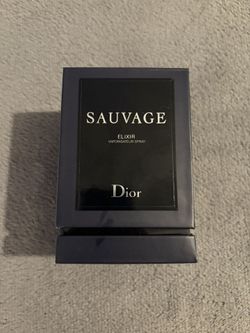 SAUVAGE
ELIXIR
VAPORISATEUR SPRAY
Dior